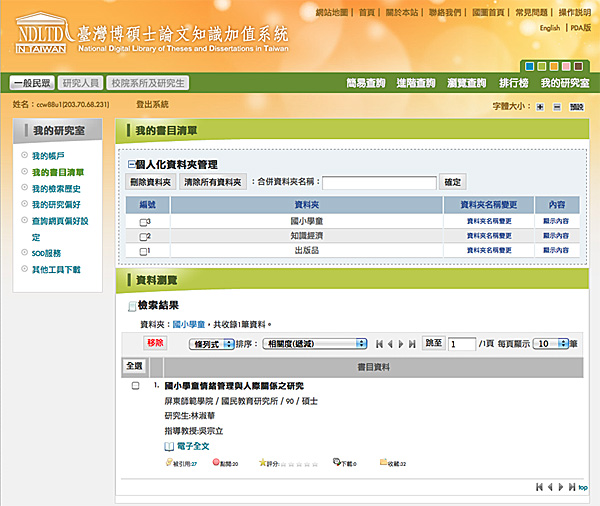 網站地圖 | 首頁 | 關於本站 | 聯絡我們 | 國圖首頁 | 常見問題 | 操作說明
English | PDA版
NDLTD IN TAIWAN
臺灣博碩士論文知識加值系統
National Digital Library of Theses and Dissertations in Taiwan
一般民眾 研究人員 校院系所及研究生
簡易查詢 進階查詢 瀏覽查詢 排行榜 我的研究室
姓名：ccw88u1(203.70.68.231) 登出系統
字體大小：
我的研究室
我的帳戶
我的書目清單
我的檢索歷史
我的研究偏好
查詢網頁偏好設
定
SOD服務
其他工具下載
我的書目清單
個人化資料夾管理
刪除資料夾 清除所有資料夾 ：合併資料夾名稱： 確定
編號 資料夾 資料夾名稱變更 內容
3 國小學童 資料夾名稱變更 顯示內容
2 知識經濟 資料夾名稱變更 顯示內容
1 出版品 資料夾名稱變更 顯示內容
資料瀏覽
檢索結果
資料夾：國小學童，共收錄1筆資料。
移除 條列式 排序： 相關度(遞減) 跳至 1 /1頁 每頁顯示 10 筆
全選 書目資料
1. 國小學童情緒管理與人際關係之研究
屏東師範學院 / 國民教育研究所 / 90 / 碩士
研究生:林淑華
指導教授:吳宗立
電子全文
被引用:27 點閱:20 評分: 下載:0 收藏:32
top